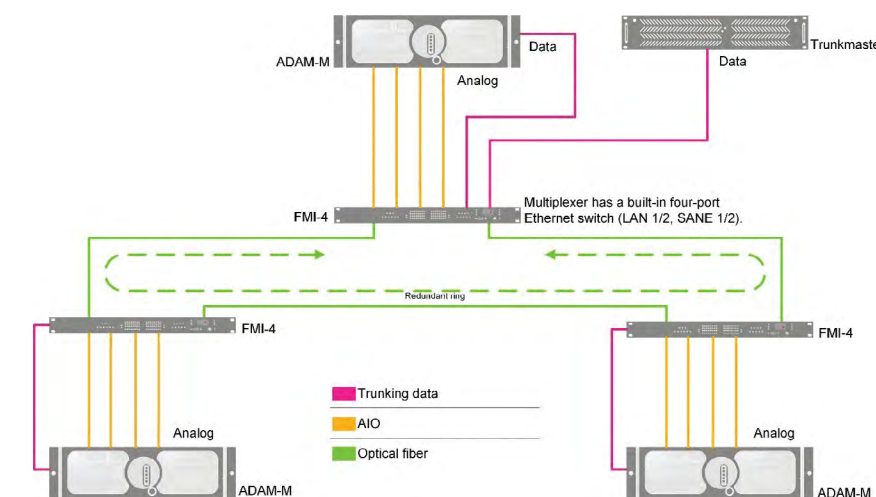 ADAM-M
Data
Analog
Trunkmaste
Data
FMI-4
Multiplexer has a built-in four-port
Ethernet switch (LAN 1/2, SANE 1/2).
Redundant ring
FMI-4
FMI-4
Trunking data
AIO
Optical fiber
Analog
Analog
ADAM-M
ADAM-M